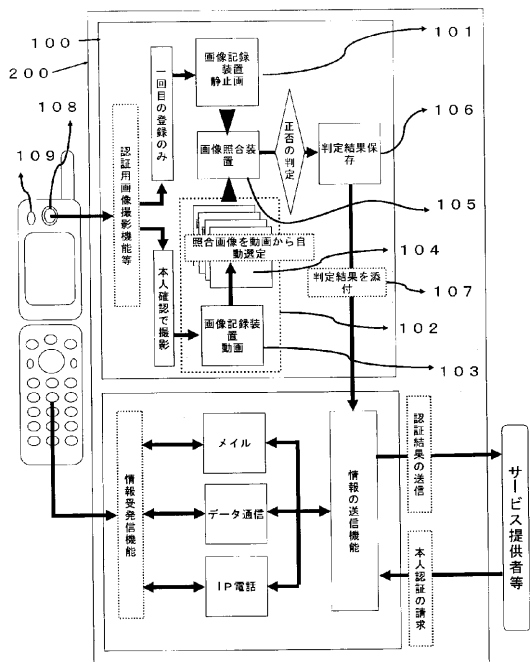 100
200
108
109
認証用画像撮影機能等
一回目の登録のみ
本人確認で撮影
画像記録
装置
静止画
画像照合装
置
正否の判定
判定結果保
存
照合画像を動画から自
動選定
画像記録装置
動画
判定結果を添
付
101
106
105
104
107
102
103
情報受発信機能
メイル
データ通信
IP電話
情報の送信機能
認証結果の送信
本人認証の請求
サービス提供者等